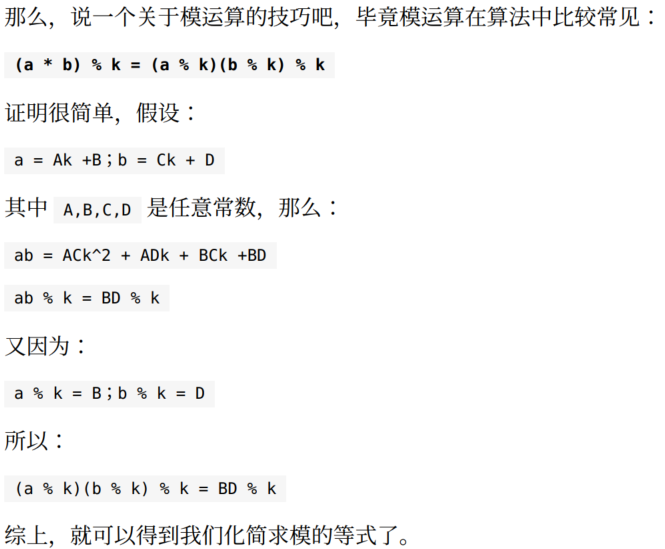 那么，说一个关于模运算的技巧吧，毕竟模运算在算法中比较常见：
(a * b) % k = (a % k)(b % k) % k
证明很简单，假设：
a = Ak +B；b = Ck + D
其中 A,B,C,D 是任意常数，那么：
ab = ACk^2 + ADk + BCk +BD
ab % k = BD % k
又因为：
a % k = B；b % k = D
所以：
(a % k)(b % k) % k = BD % k
综上，就可以得到我们化简求模的等式了。